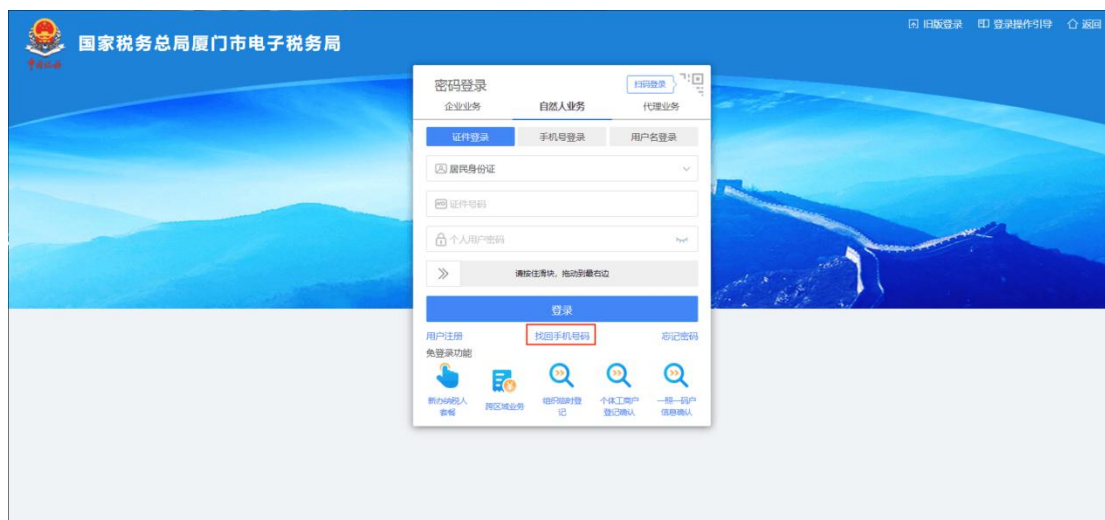 旧版登录 登录操作引导 返回
国家税务总局厦门市电子税务局
中国税务
密码登录 扫码登录
企业业务 自然人业务 代理业务
证件登录 手机号登录 用户名登录
居民身份证
证件号码
个人用户密码
请按住滑块，拖动到最右边
登录
用户注册 找回手机号码 忘记密码
免登录功能
新办纳税人套餐
跨区域业务
组织临时登记
个体工商户登记确认
一照一码户信息确认